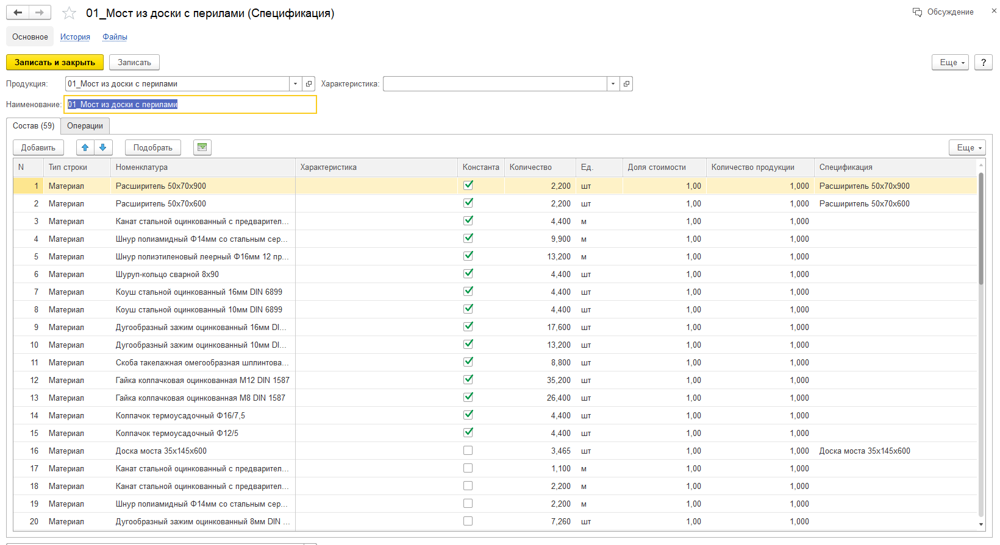 01_Мост из доски с перилами (Спецификация) Обсуждение ×
Основное История Файлы
Записать и закрыть Записать Еще ?
Продукция: 01_Мост из доски с перилами Характеристика:
Наименование: 01_Мост из доски с перилами
Состав (59) Операции
Добавить Подобрать Еще
N Тип строки Номенклатура Характеристика Константа Количество Ед. Доля стоимости Количество продукции Спецификация
1 Материал Расширитель 50x70x900 2,200 шт 1,00 1,000 Расширитель 50x70x900
2 Материал Расширитель 50x70x600 2,200 шт 1,00 1,000 Расширитель 50x70x600
3 Материал Канат стальной оцинкованный с предварител... 4,400 м 1,00 1,000
4 Материал Шнур полиамидный Ф14мм со стальным сер... 9,900 м 1,00 1,000
5 Материал Шнур полиэтиленовый леерный Ф16мм 12 пр... 13,200 м 1,00 1,000
6 Материал Шуруп-кольцо сварной 8x90 4,400 шт 1,00 1,000
7 Материал Коуш стальной оцинкованный 16мм DIN 6899 4,400 шт 1,00 1,000
8 Материал Коуш стальной оцинкованный 10мм DIN 6899 4,400 шт 1,00 1,000
9 Материал Дугообразный зажим оцинкованный 16мм DI... 17,600 шт 1,00 1,000
10 Материал Дугообразный зажим оцинкованный 10мм DI... 13,200 шт 1,00 1,000
11 Материал Скоба такелажная омегообразная шплинтова... 8,800 шт 1,00 1,000
12 Материал Гайка колпачковая оцинкованная М12 DIN 1587 35,200 шт 1,00 1,000
13 Материал Гайка колпачковая оцинкованная М8 DIN 1587 26,400 шт 1,00 1,000
14 Материал Колпачок термоусадочный Ф16/7,5 4,400 шт 1,00 1,000
15 Материал Колпачок термоусадочный Ф12/5 4,400 шт 1,00 1,000
16 Материал Доска моста 35x145x600 3,465 шт 1,00 1,000 Доска моста 35x145x600
17 Материал Канат стальной оцинкованный с предварител... 1,100 м 1,00 1,000
18 Материал Канат стальной оцинкованный с предварител... 2,200 м 1,00 1,000
19 Материал Шнур полиамидный Ф14мм со стальным сер... 2,200 м 1,00 1,000
20 Материал Дугообразный зажим оцинкованный 8мм DIN ... 7,260 шт 1,00 1,000